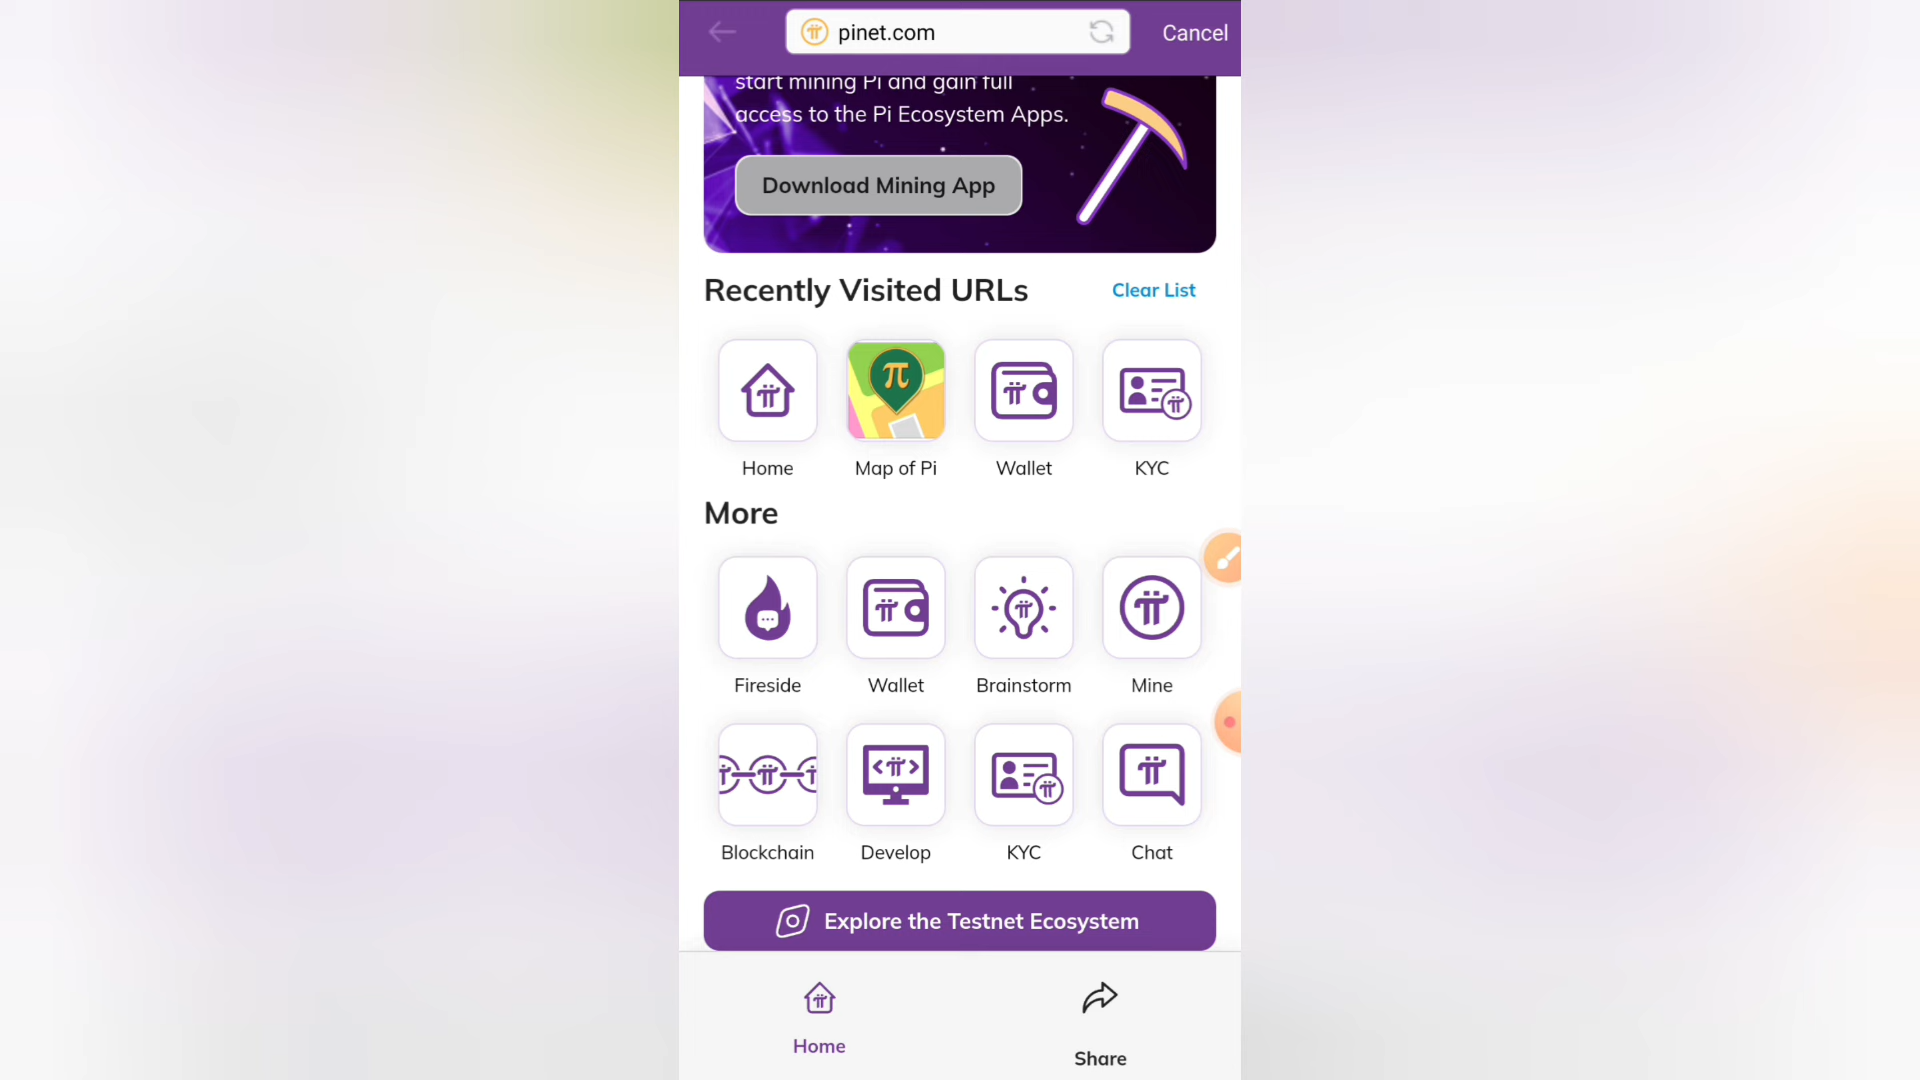 pinet.com
Cancel
start mining Pi and gain full
access to the Pi Ecosystem Apps.
Download Mining App
Recently Visited URLs
Clear List
Home
Map of Pi
Wallet
KYC
More
Fireside
Wallet
Brainstorm
Mine
Blockchain
Develop
KYC
Chat
Explore the Testnet Ecosystem
Home
Share